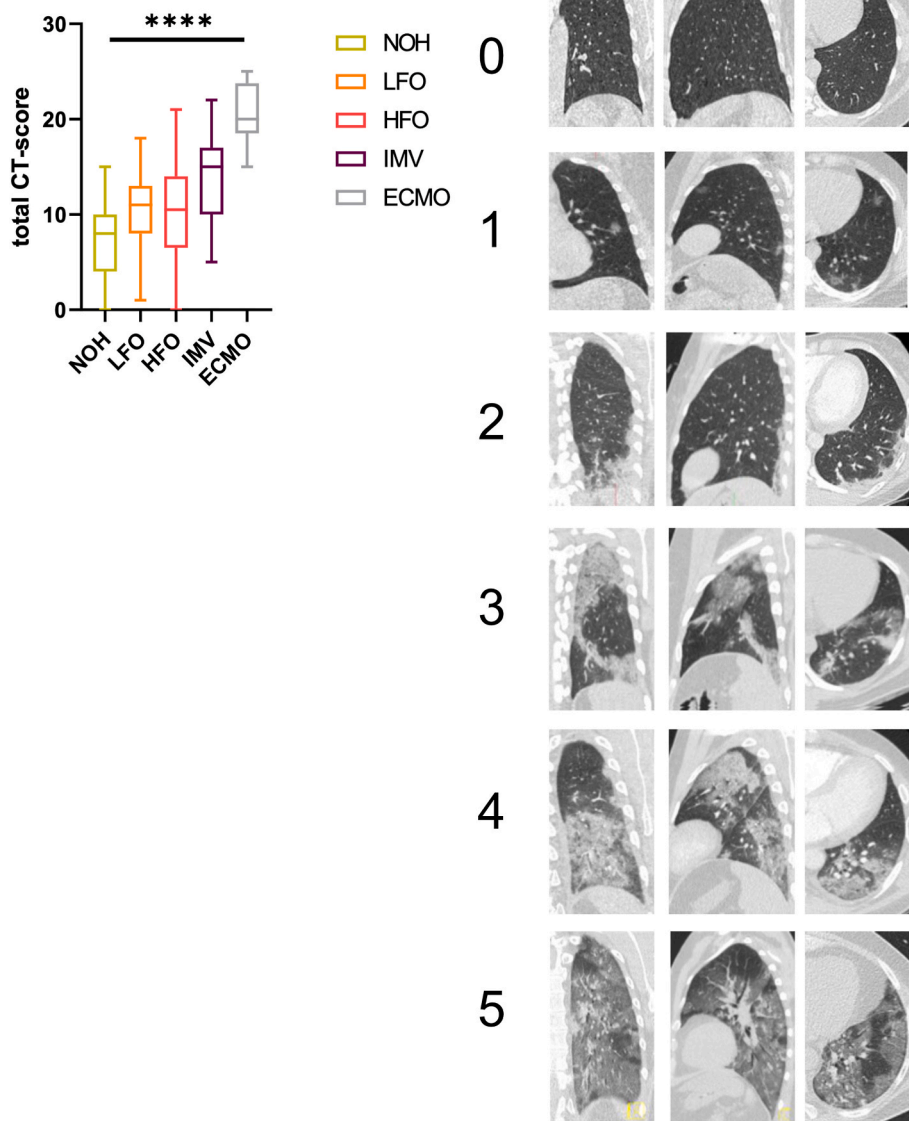 30
20
10
0
total CT-score
****
NOH
LFO
HFO
IMV
ECMO
NOH
LFO
HFO
IMV
ECMO
0
1
2
3
4
5